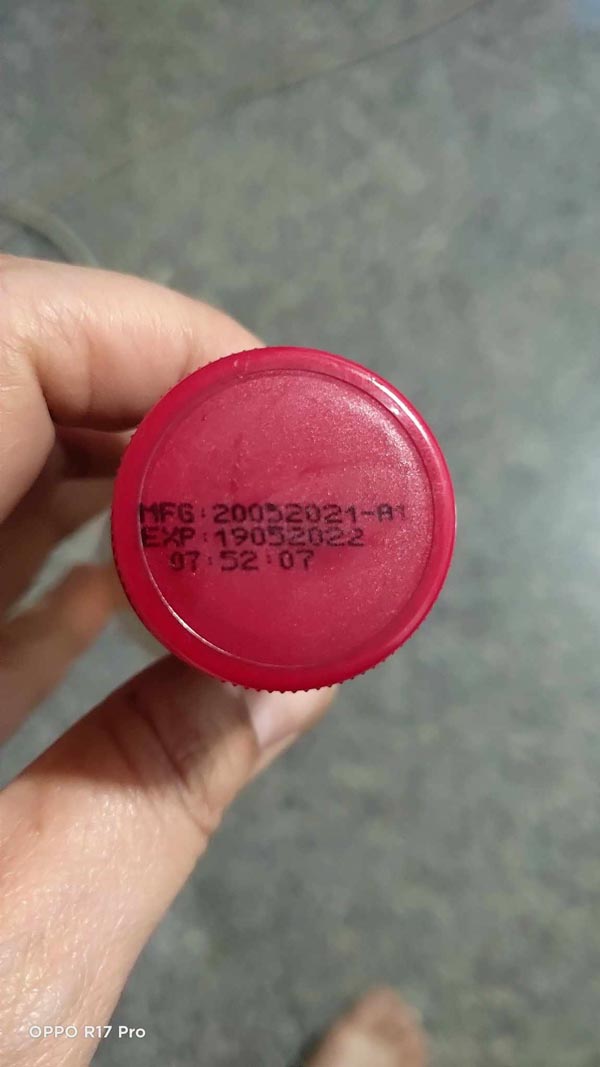 MFG:20052021-A1
EXP:19052022
07:52:07
OPPO R17 Pro